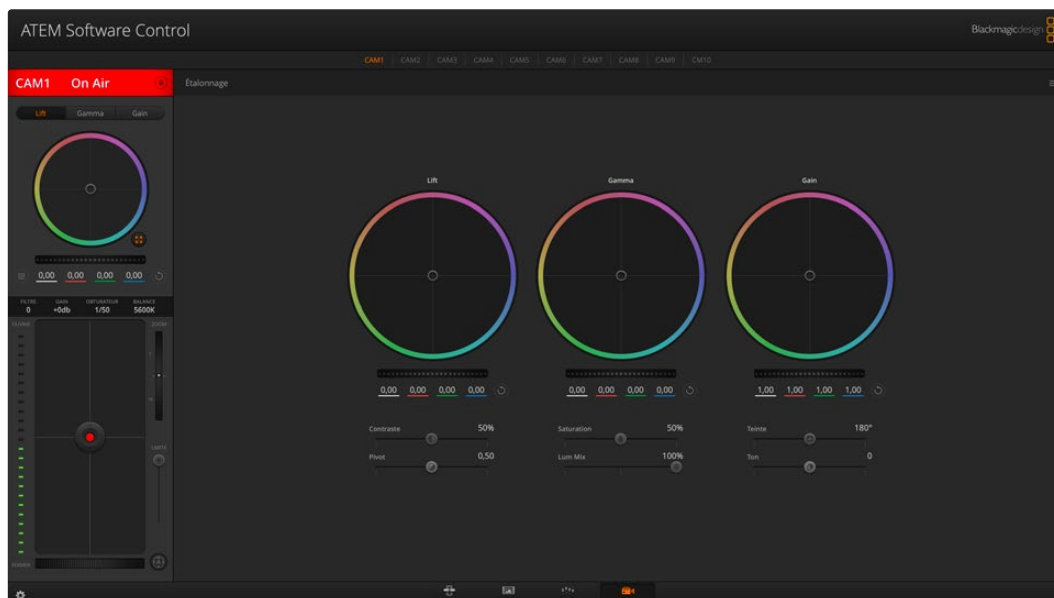 ATEM Software Control
Blackmagicdesign
CAM1 CAM2 CAM3 CAM4 CAM5 CAM6 CAM7 CAM8 CAM9 CM10
CAM1 On Air
Étalonnage
Lift Gamma Gain
Lift Gamma Gain
0,00 0,00 0,00 0,00
FILTRE GAIN OBTURATEUR BALANCE
0 +0db 1/50 5600K
ZOOM
0,00 0,00 0,00 0,00
0,00 0,00 0,00 0,00
1,00 1,00 1,00 1,00
Contraste 50%
Saturation 50%
Teinte 180°
Pivot 0,50
Lum Mix 100%
Ton 0